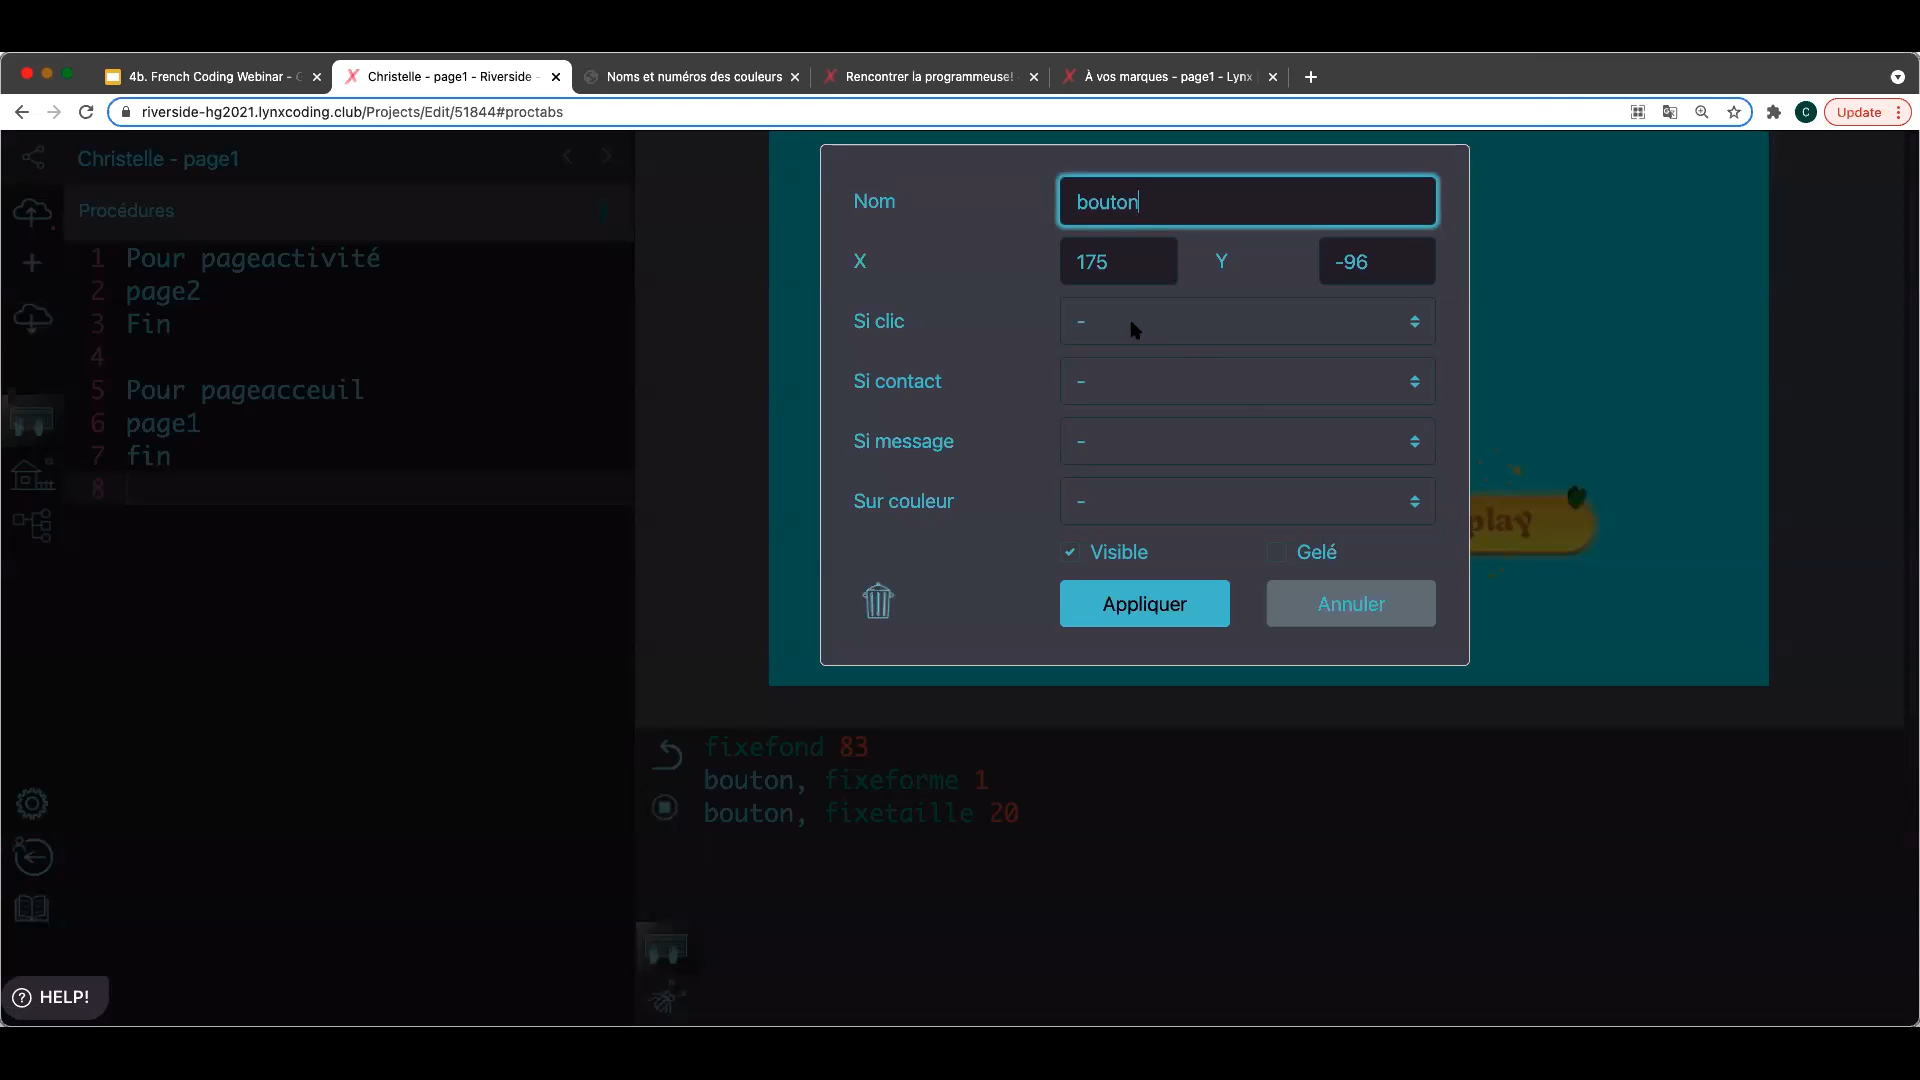 4b. French Coding Webinar - G
Christelle - page1 - Riverside -
Noms et numéros des couleurs
Rencontrer la programmeuse!
À vos marques - page1 - Lynx
riverside-hg2021.lynxcoding.club/Projects/Edit/51844#proctabs
C
Update
Christelle - page1
Procédures
1 Pour pageactivité
2 page2
3 Fin
4
5 Pour pageacceuil
6 page1
7 fin
8
Nom bouton
X 175 Y -96
Si clic -
Si contact -
Si message -
Sur couleur -
Visible Gelé
Appliquer Annuler
play
fixefond 83
bouton, fixeforme 1
bouton, fixetaille 20
? HELP!